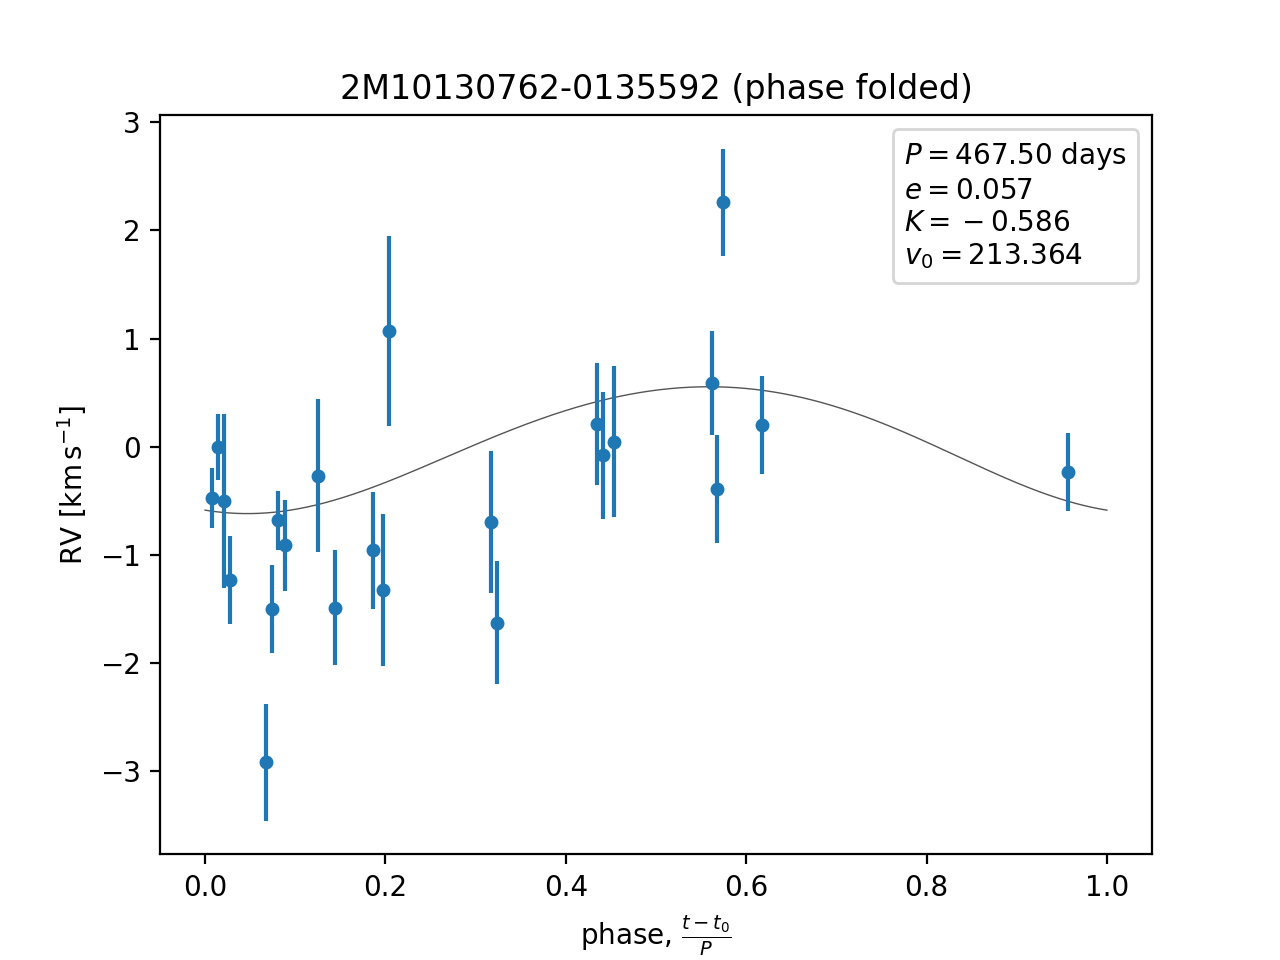 2M10130762-0135592 (phase folded)
P = 467.50 days
e = 0.057
K = −0.586
v₀ = 213.364
RV [km s⁻¹]
3
2
1
0
−1
−2
−3
0.0 0.2 0.4 0.6 0.8 1.0
phase, (t − t₀)/P